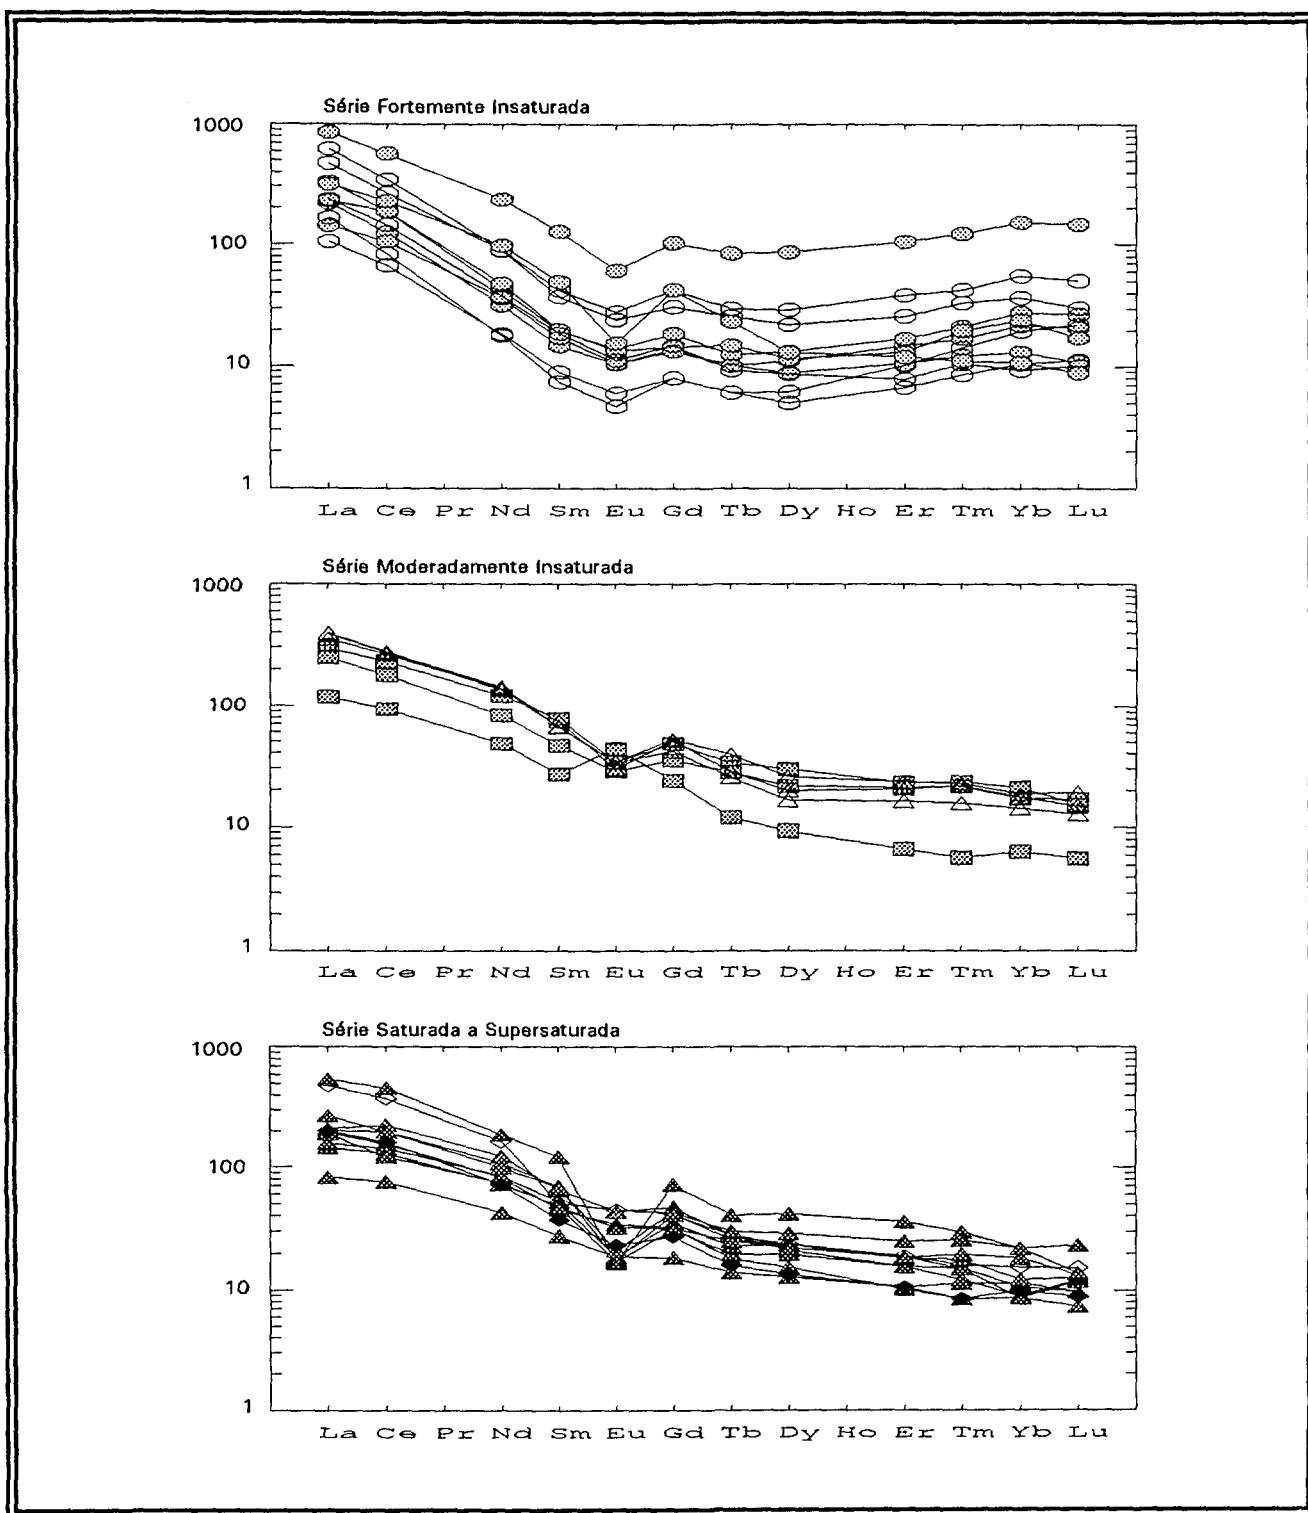 Série Fortemente Insaturada
1000
100
10
1
La Ce Pr Nd Sm Eu Gd Tb Dy Ho Er Tm Yb Lu
Série Moderadamente Insaturada
1000
100
10
1
La Ce Pr Nd Sm Eu Gd Tb Dy Ho Er Tm Yb Lu
Série Saturada a Supersaturada
1000
100
10
1
La Ce Pr Nd Sm Eu Gd Tb Dy Ho Er Tm Yb Lu